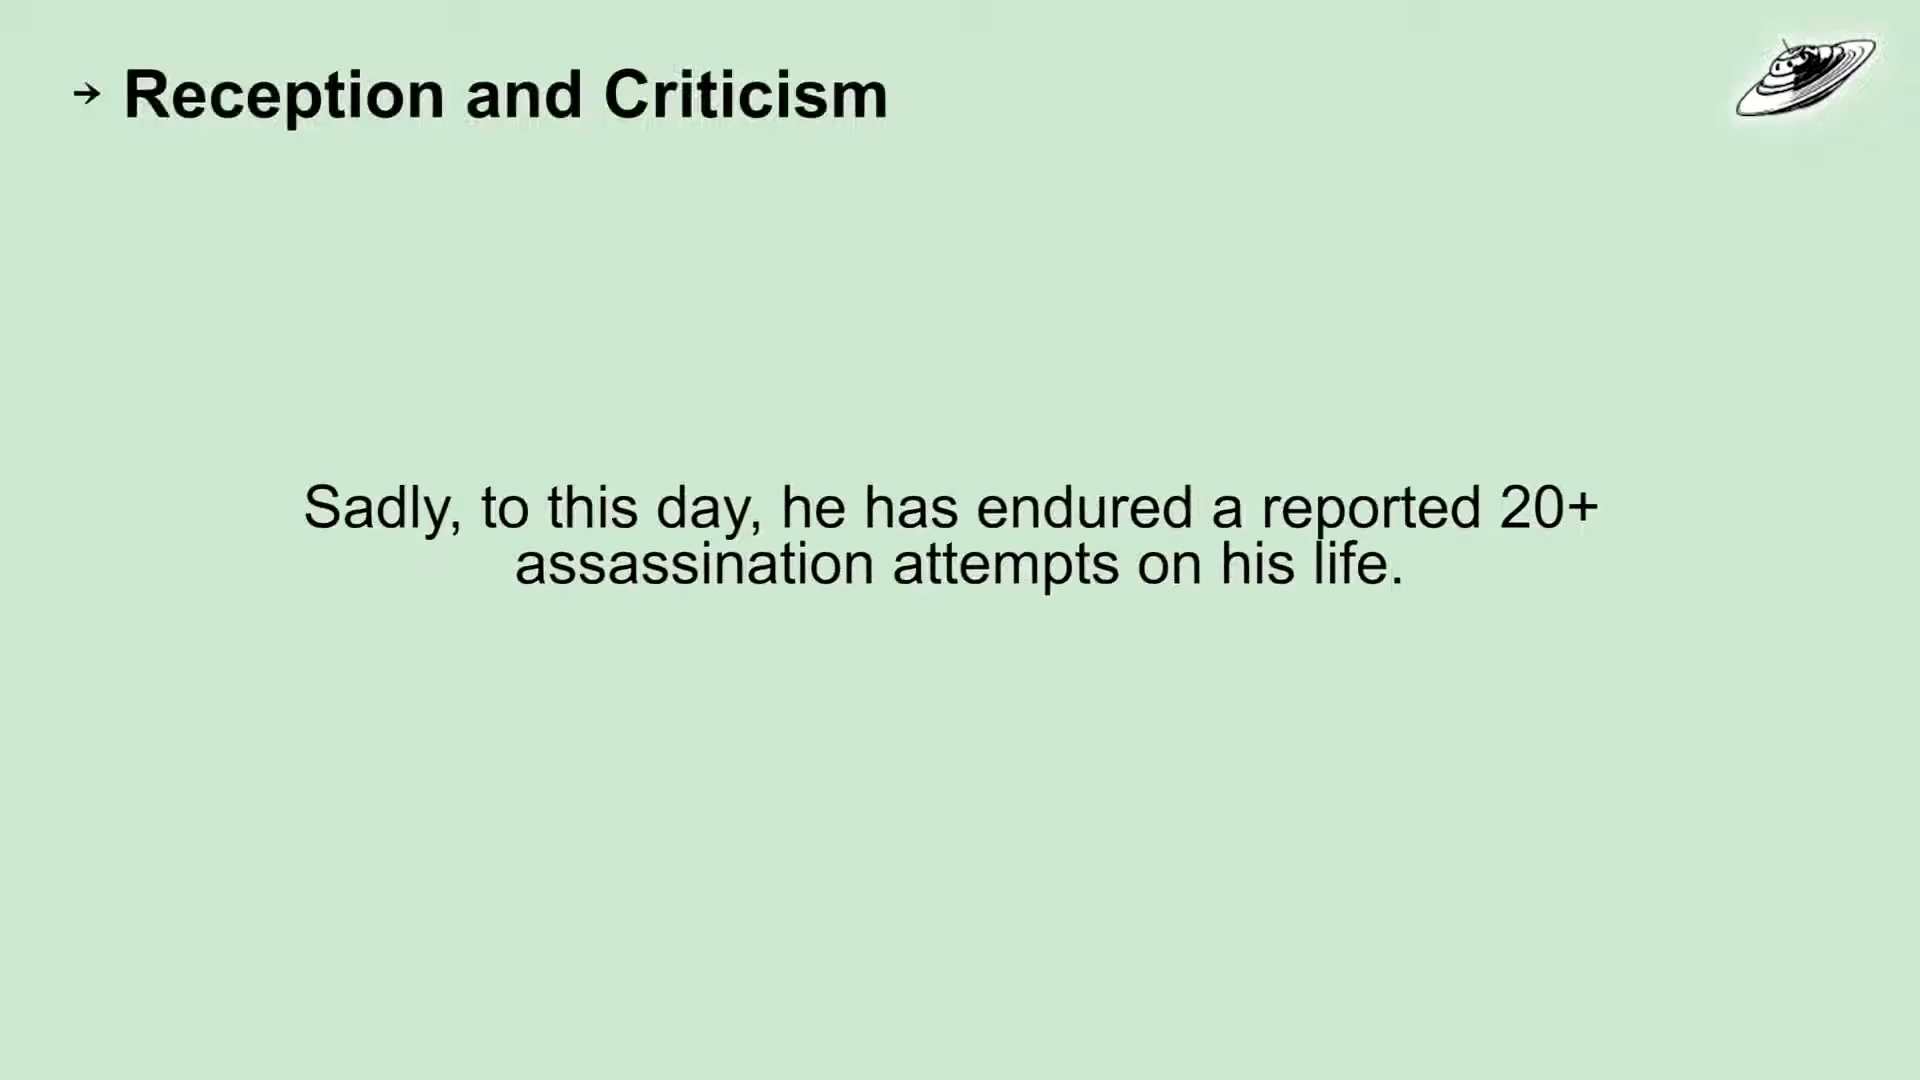 → Reception and Criticism
Sadly, to this day, he has endured a reported 20+
assassination attempts on his life.